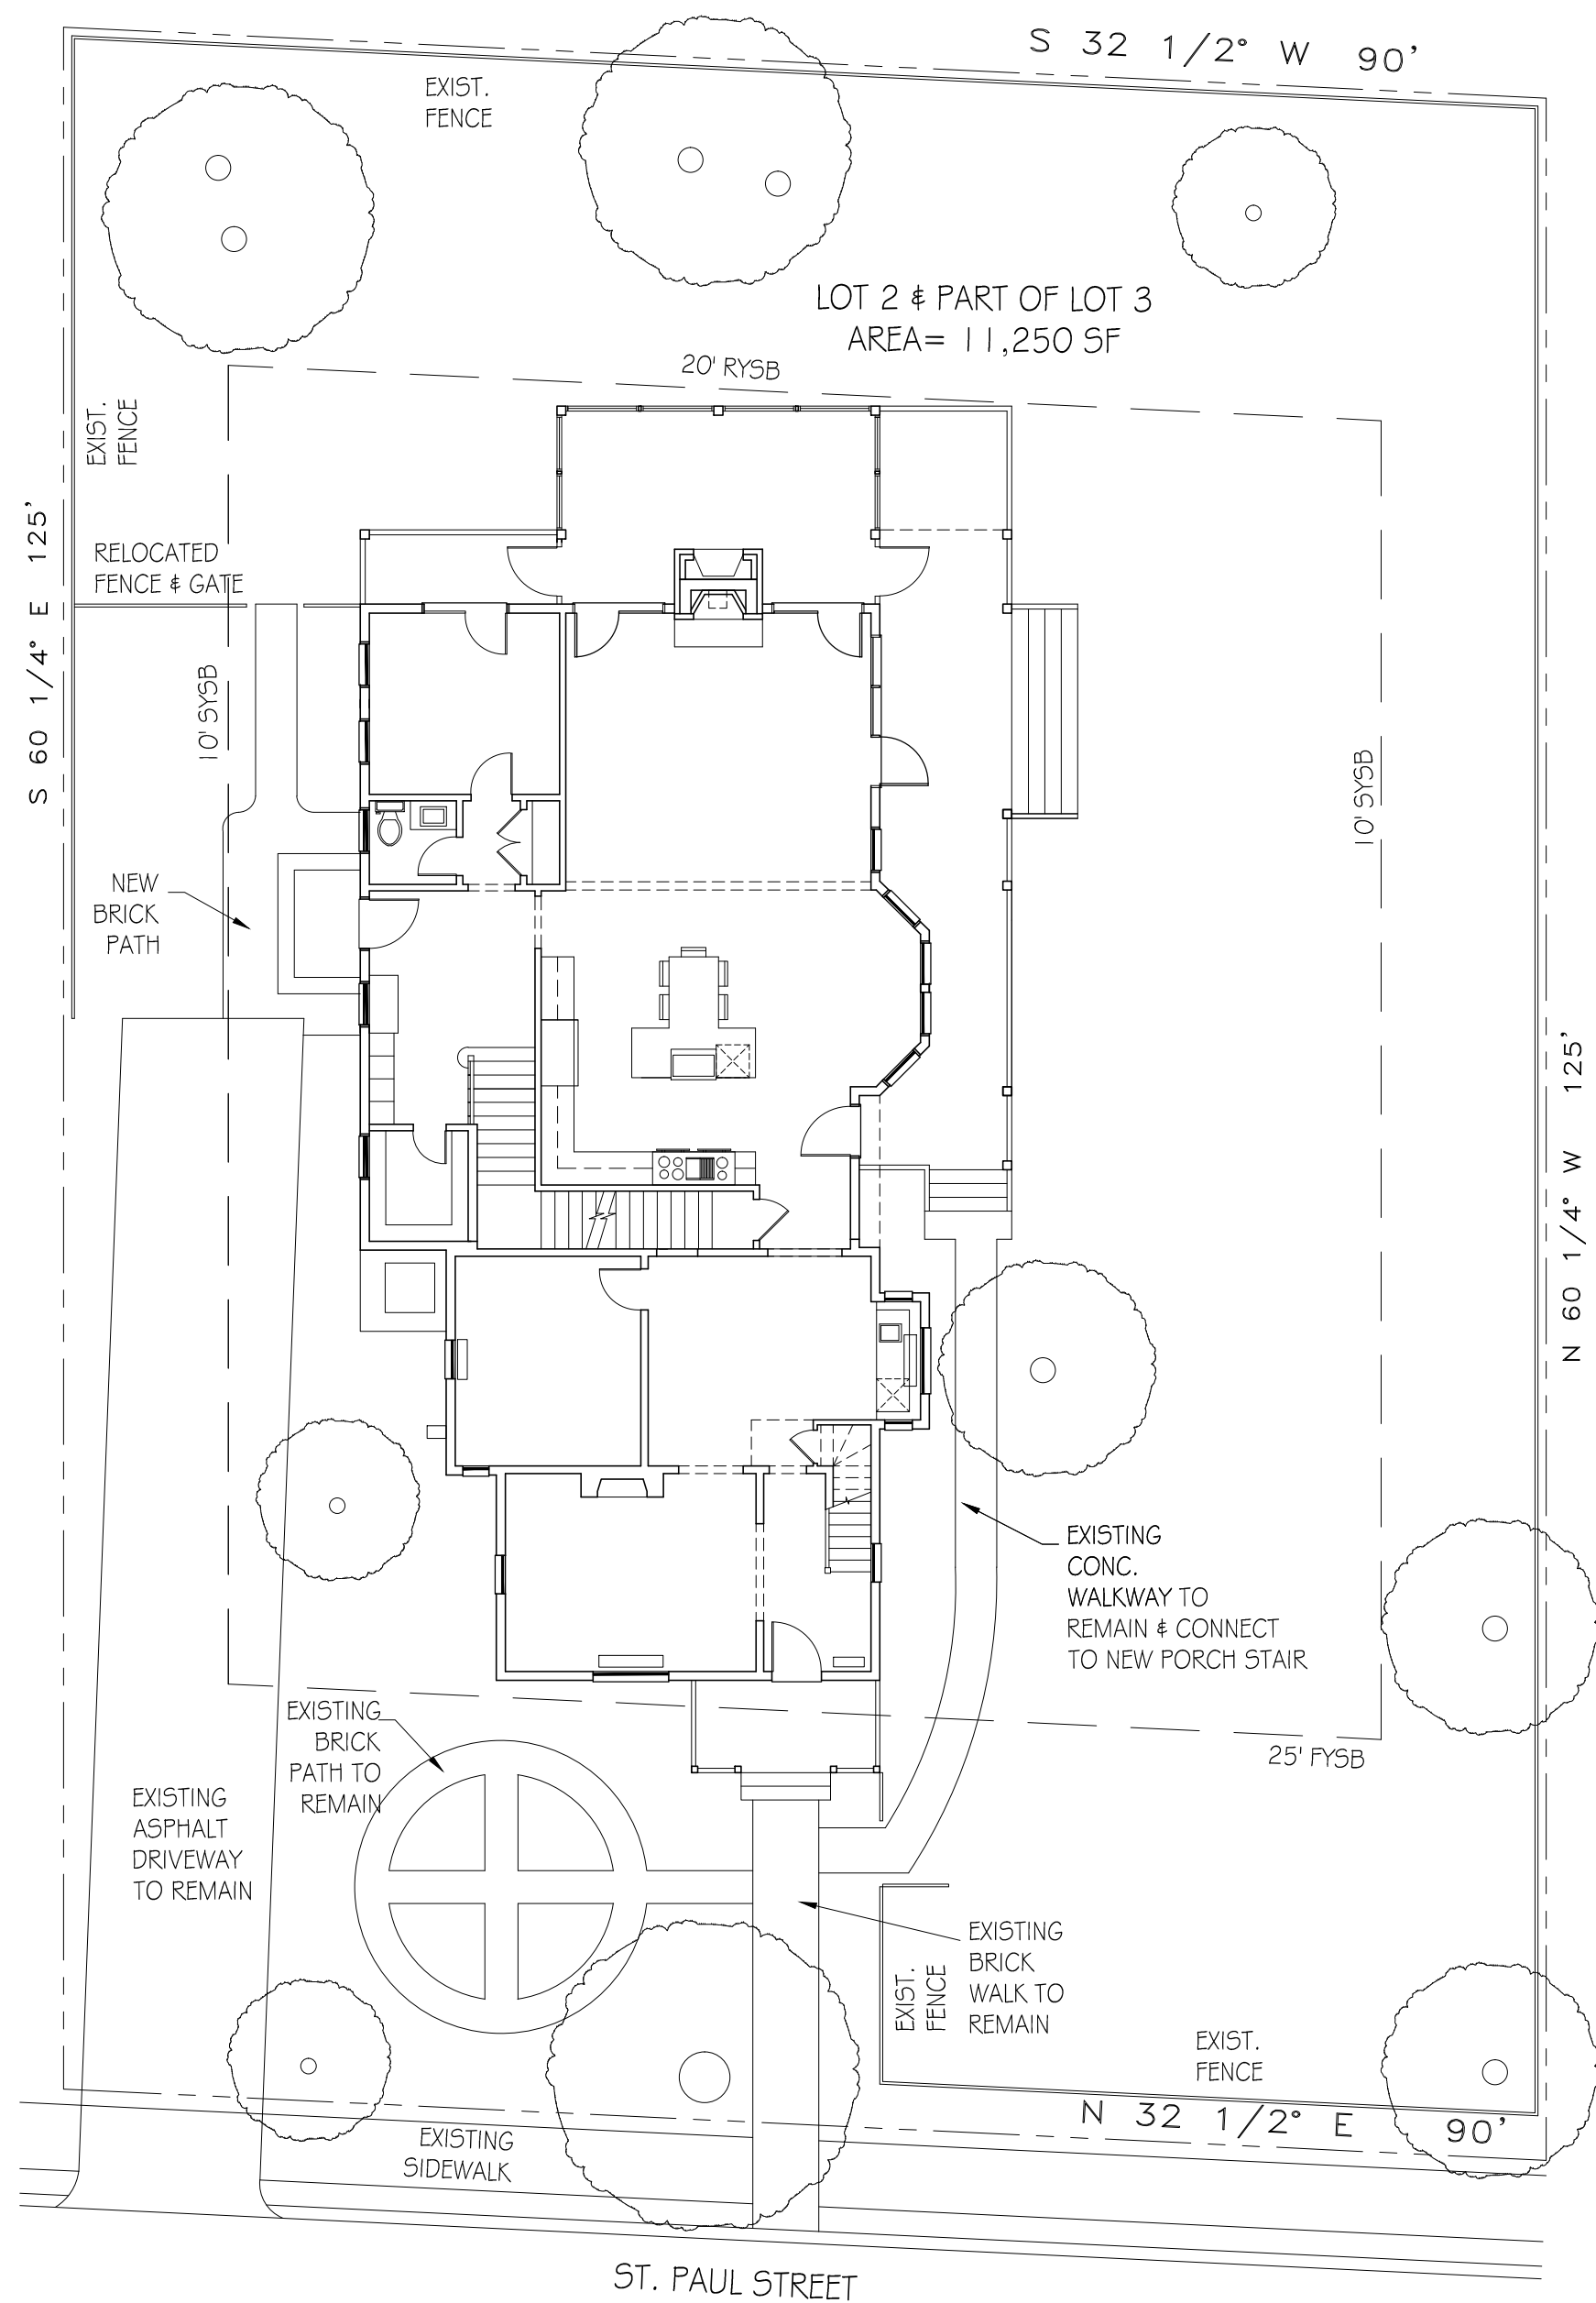 S 32 1/2° W 90'
EXIST.
FENCE
LOT 2 & PART OF LOT 3
AREA= 11,250 SF
20' RYSB
EXIST.
FENCE
S 60 1/4° E 125'
RELOCATED
FENCE & GATE
10' SYSB
10' SYSB
NEW
BRICK
PATH
N 60 1/4° W 125'
EXISTING
CONC.
WALKWAY TO
REMAIN & CONNECT
TO NEW PORCH STAIR
EXISTING
BRICK
PATH TO
REMAIN
25' FYSB
EXISTING
ASPHALT
DRIVEWAY
TO REMAIN
EXISTING
BRICK
WALK TO
REMAIN
EXIST.
FENCE
EXIST.
FENCE
N 32 1/2° E 90'
EXISTING
SIDEWALK
ST. PAUL STREET